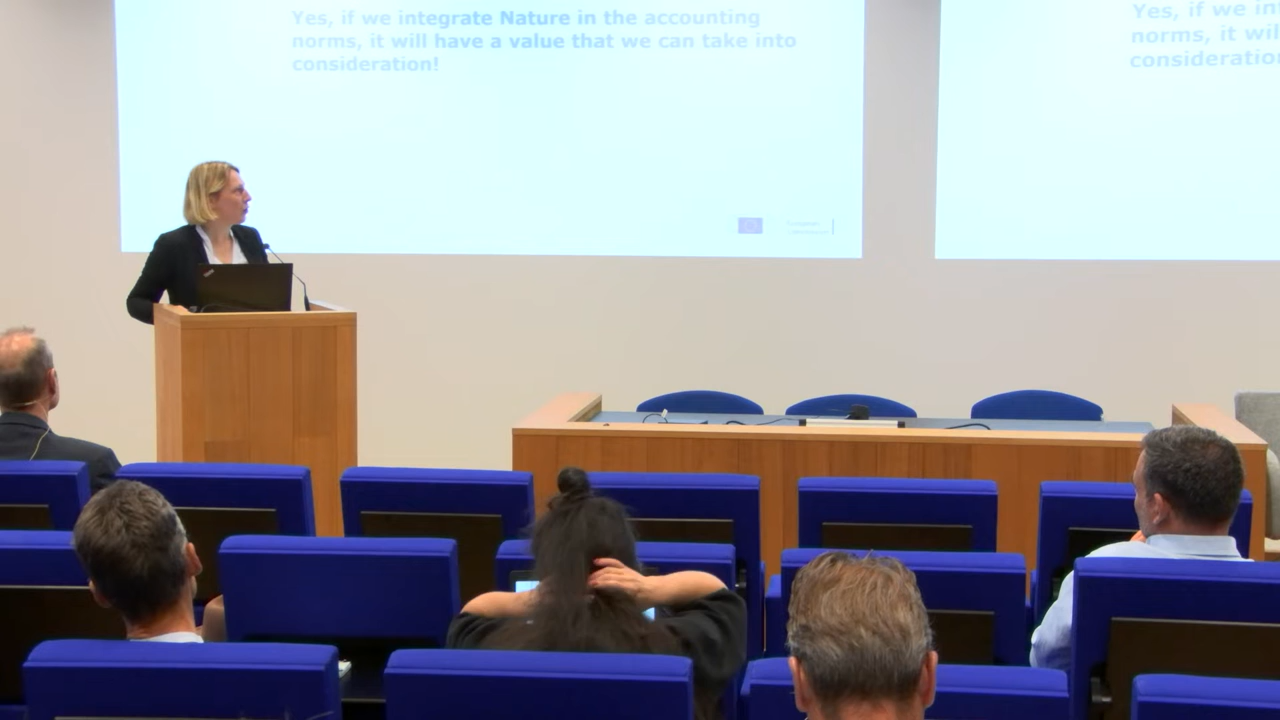 Yes, if we integrate Nature in the accounting
norms, it will have a value that we can take into
consideration!
Yes, if we in
norms, it wil
consideration